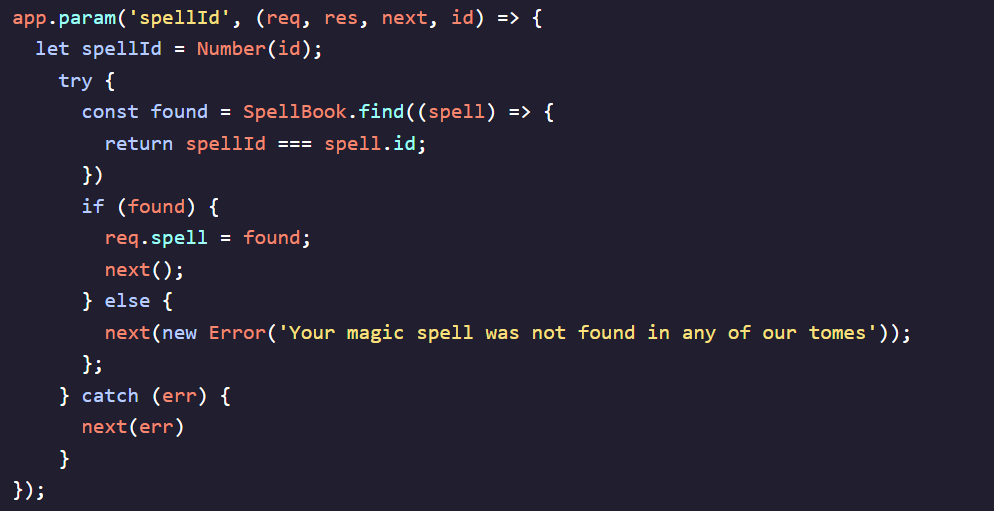 app.param('spellId', (req, res, next, id) => {
  let spellId = Number(id);
    try {
      const found = SpellBook.find((spell) => {
        return spellId === spell.id;
      })
      if (found) {
        req.spell = found;
        next();
      } else {
        next(new Error('Your magic spell was not found in any of our tomes'));
      };
    } catch (err) {
      next(err)
    }
});